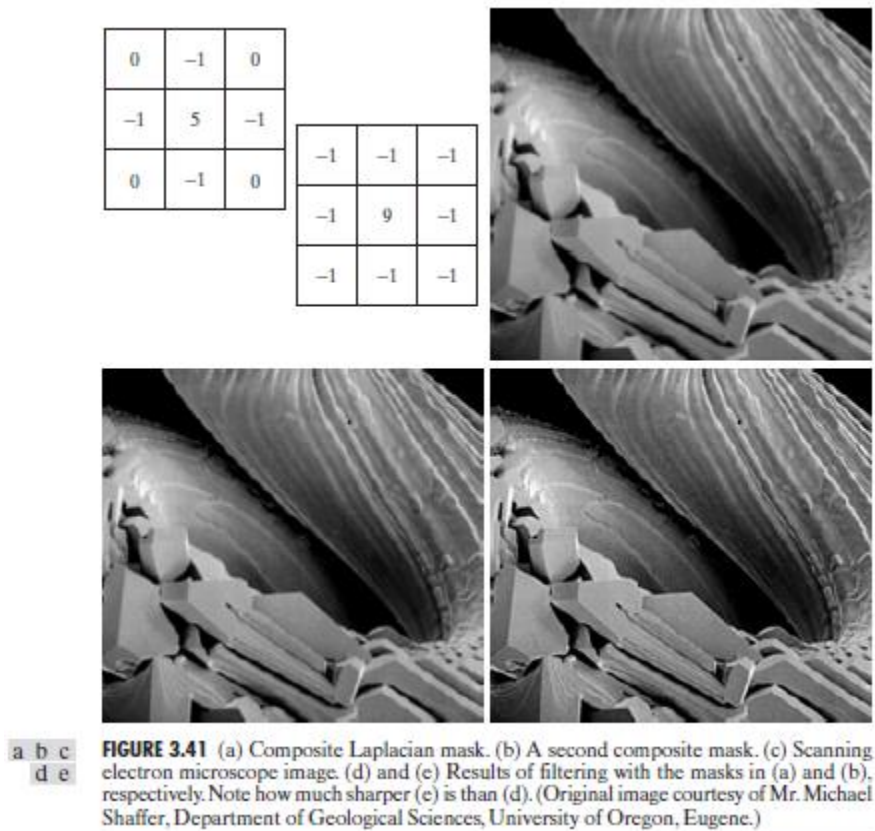 0 −1 0
−1 5 −1
0 −1 0
−1 −1 −1
−1 9 −1
−1 −1 −1
a b c
d e
FIGURE 3.41 (a) Composite Laplacian mask. (b) A second composite mask. (c) Scanning
electron microscope image. (d) and (e) Results of filtering with the masks in (a) and (b),
respectively. Note how much sharper (e) is than (d). (Original image courtesy of Mr. Michael
Shaffer, Department of Geological Sciences, University of Oregon, Eugene.)